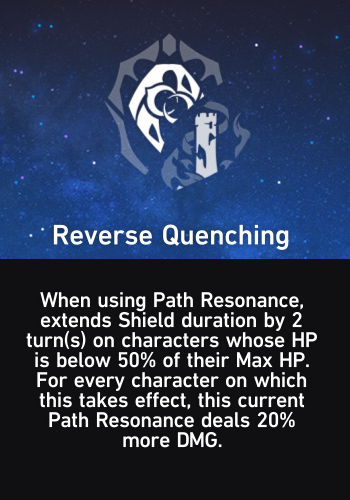 Reverse Quenching
When using Path Resonance,
extends Shield duration by 2
turn(s) on characters whose HP
is below 50% of their Max HP.
For every character on which
this takes effect, this current
Path Resonance deals 20%
more DMG.